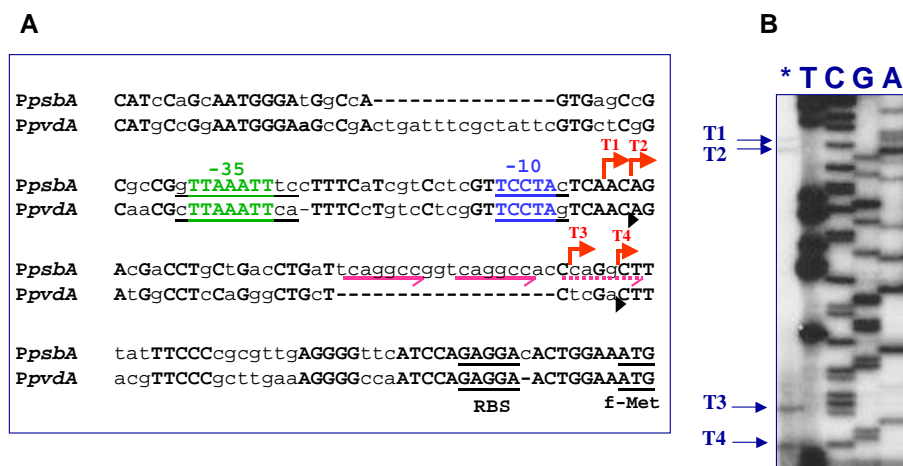 A
B
PpsbA CATcCaGcAATGGGAtGgCcA---------------GTGagCcG
PpvdA CATgCcGgAATGGGAaGcCgActgatttcgctattcGTGctCgG
T1 T2
-35 -10
PpsbA CgcCGgTTAAATTtccTTTCaTcgtCctcGTTCCTAcTCAACAG
PpvdA CaaCGcTTAAATTca-TTTCcTgtcCtcgGTTCCTAgTCAACAG
T3 T4
PpsbA AcGaCCTgCtGacCTGaTtcaggccggtcaggccacCcaGgCTT
PpvdA AtGgCCTcCaGggCTGCT------------------CtcGaCTT
PpsbA tatTTCCCCgcgttgAGGGGttcATCCAGAGGAcACTGGAAATG
PpvdA acgTTCCCGcttgaaAGGGGccaATCCAGAGGA-ACTGGAAATG
RBS f-Met
* T C G A
T1
T2
T3
T4